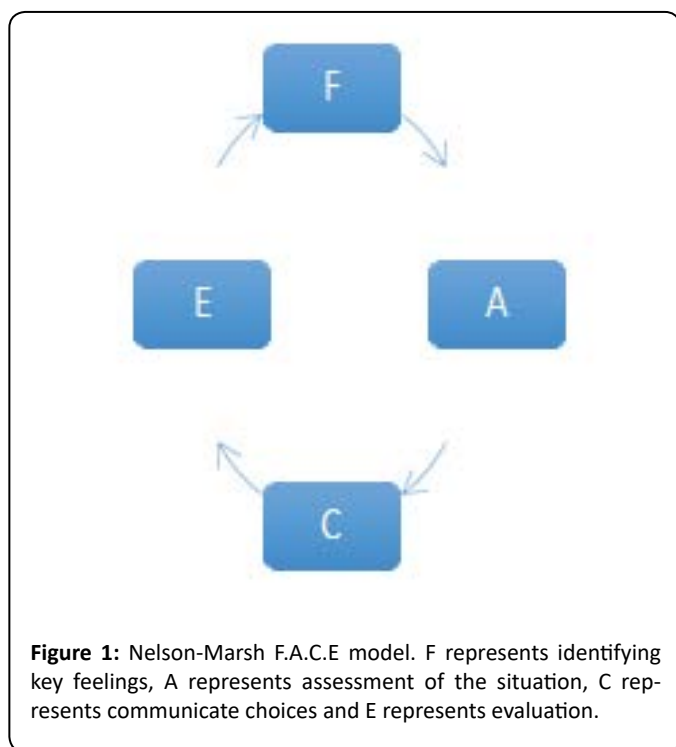 F
E
A
C
Figure 1: Nelson-Marsh F.A.C.E model. F represents identifying
key feelings, A represents assessment of the situation, C rep-
resents communicate choices and E represents evaluation.